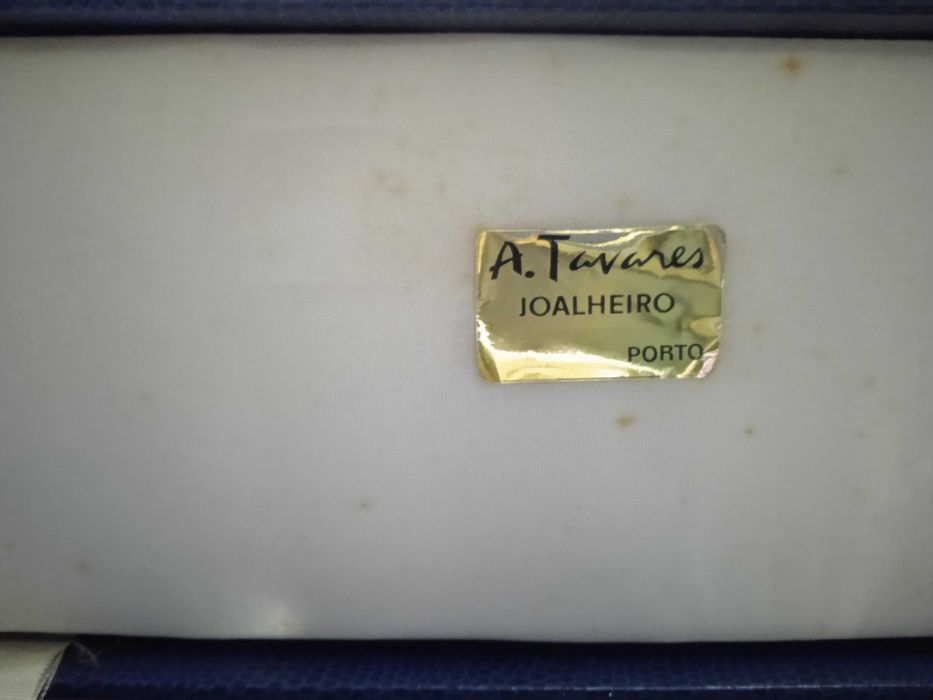 A. Tavares
JOALHEIRO
PORTO